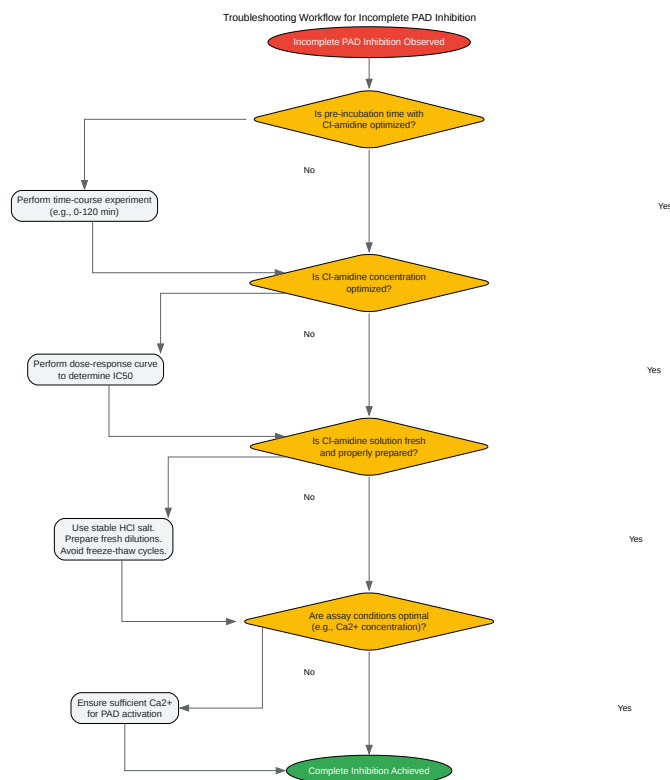 Troubleshooting Workflow for Incomplete PAD Inhibition
Incomplete PAD Inhibition Observed
Is pre-incubation time with
Cl-amidine optimized?
No
Yes
Perform time-course experiment
(e.g., 0-120 min)
Is Cl-amidine concentration
optimized?
No
Yes
Perform dose-response curve
to determine IC50
Is Cl-amidine solution fresh
and properly prepared?
No
Yes
Use stable HCl salt.
Prepare fresh dilutions.
Avoid freeze-thaw cycles.
Are assay conditions optimal
(e.g., Ca2+ concentration)?
No
Yes
Ensure sufficient Ca2+
for PAD activation
Complete Inhibition Achieved